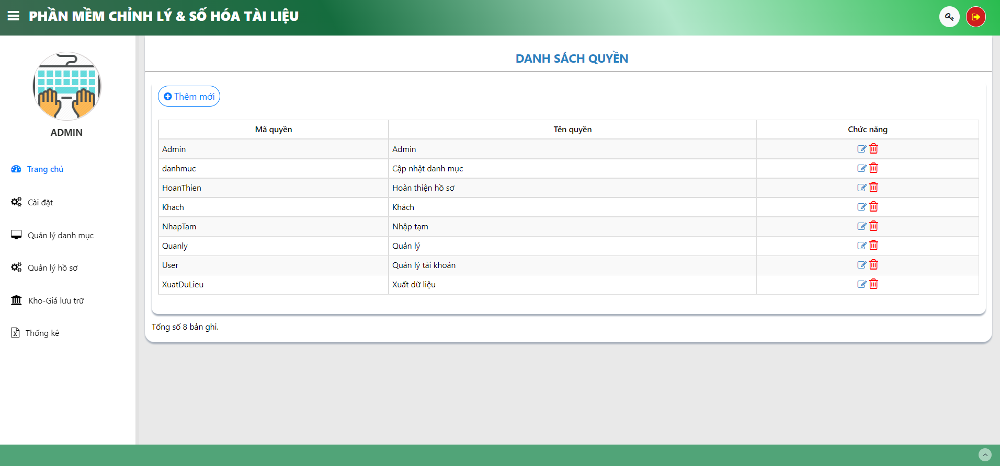 PHẦN MỀM CHỈNH LÝ & SỐ HÓA TÀI LIỆU
ADMIN
Trang chủ
Cài đặt
Quản lý danh mục
Quản lý hồ sơ
Kho-Giá lưu trữ
Thống kê
DANH SÁCH QUYỀN
Thêm mới
Mã quyền Tên quyền Chức năng
Admin Admin
danhmuc Cập nhật danh mục
HoanThien Hoàn thiện hồ sơ
Khach Khách
NhapTam Nhập tạm
Quanly Quản lý
User Quản lý tài khoản
XuatDuLieu Xuất dữ liệu
Tổng số 8 bản ghi.